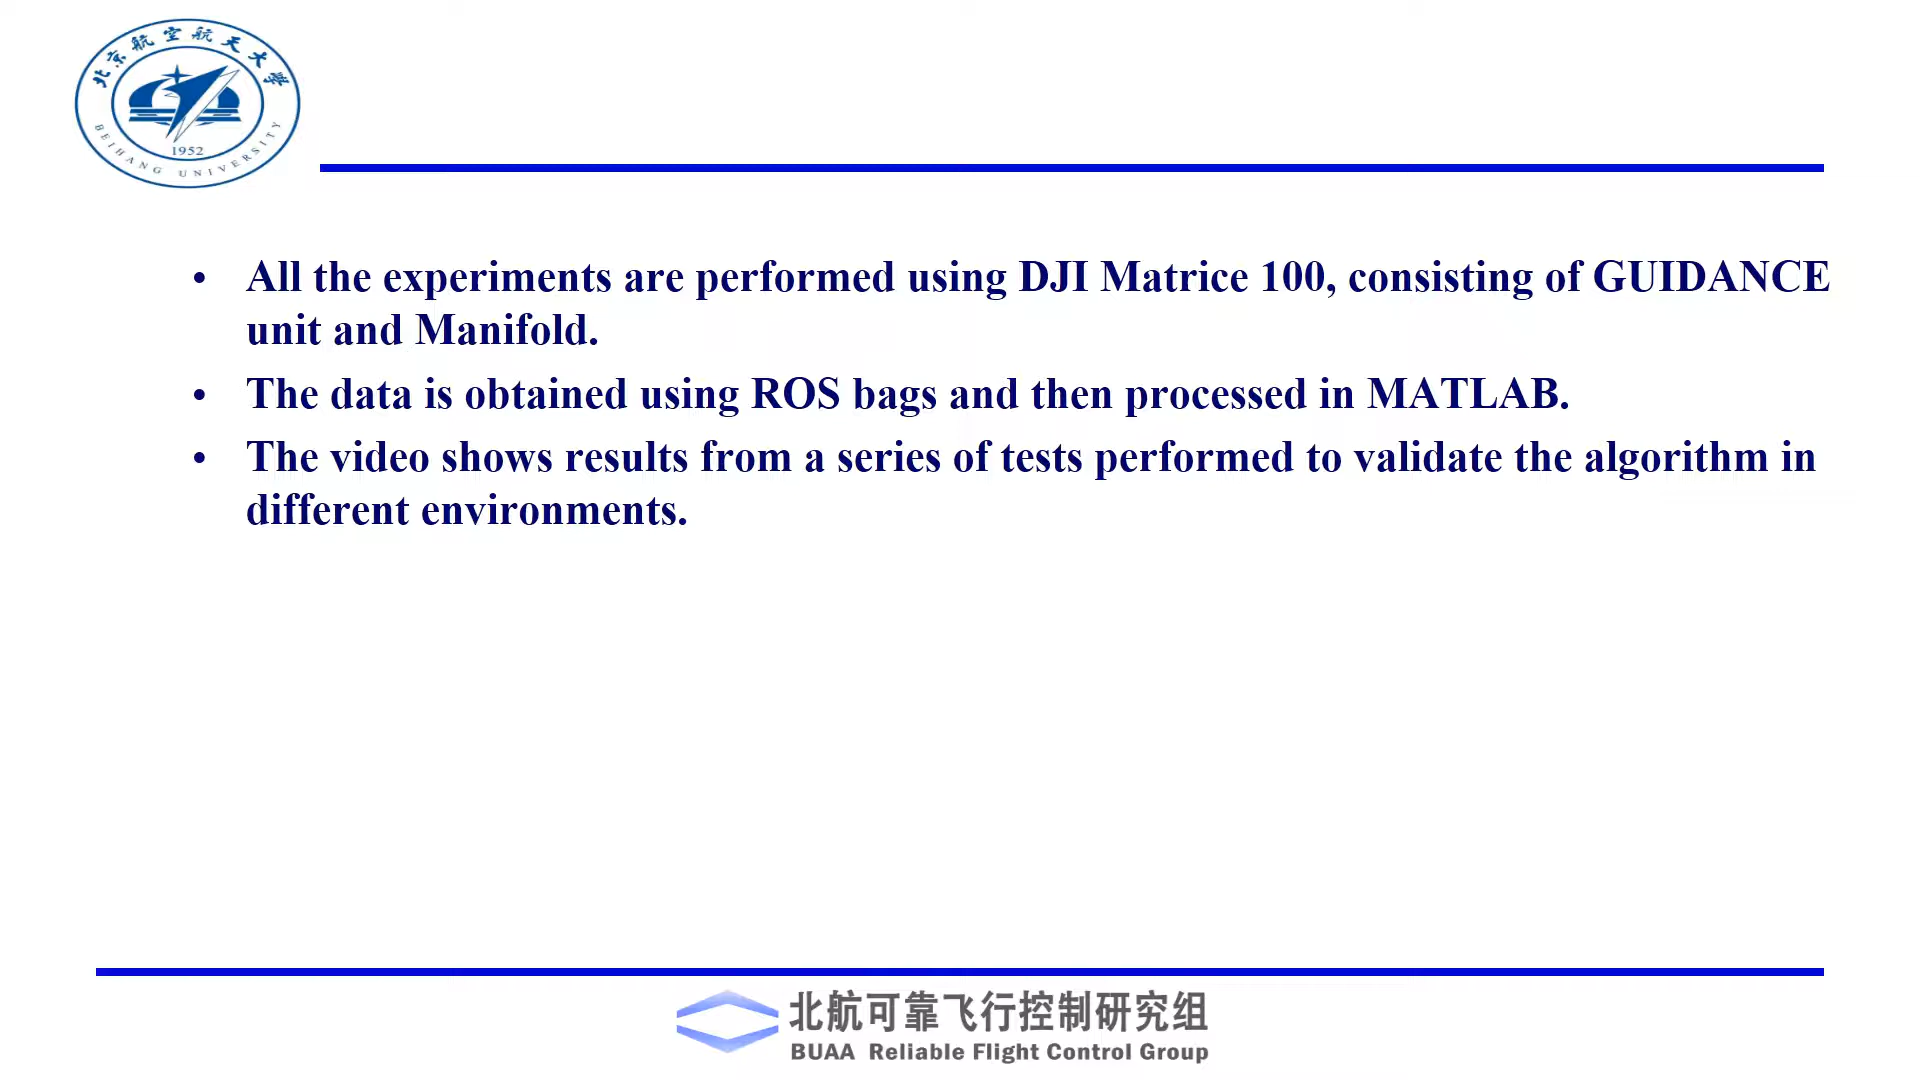 北京航空航天大学
1952
BEIHANG UNIVERSITY
• All the experiments are performed using DJI Matrice 100, consisting of GUIDANCE
unit and Manifold.
• The data is obtained using ROS bags and then processed in MATLAB.
• The video shows results from a series of tests performed to validate the algorithm in
different environments.
北航可靠飞行控制研究组
BUAA Reliable Flight Control Group